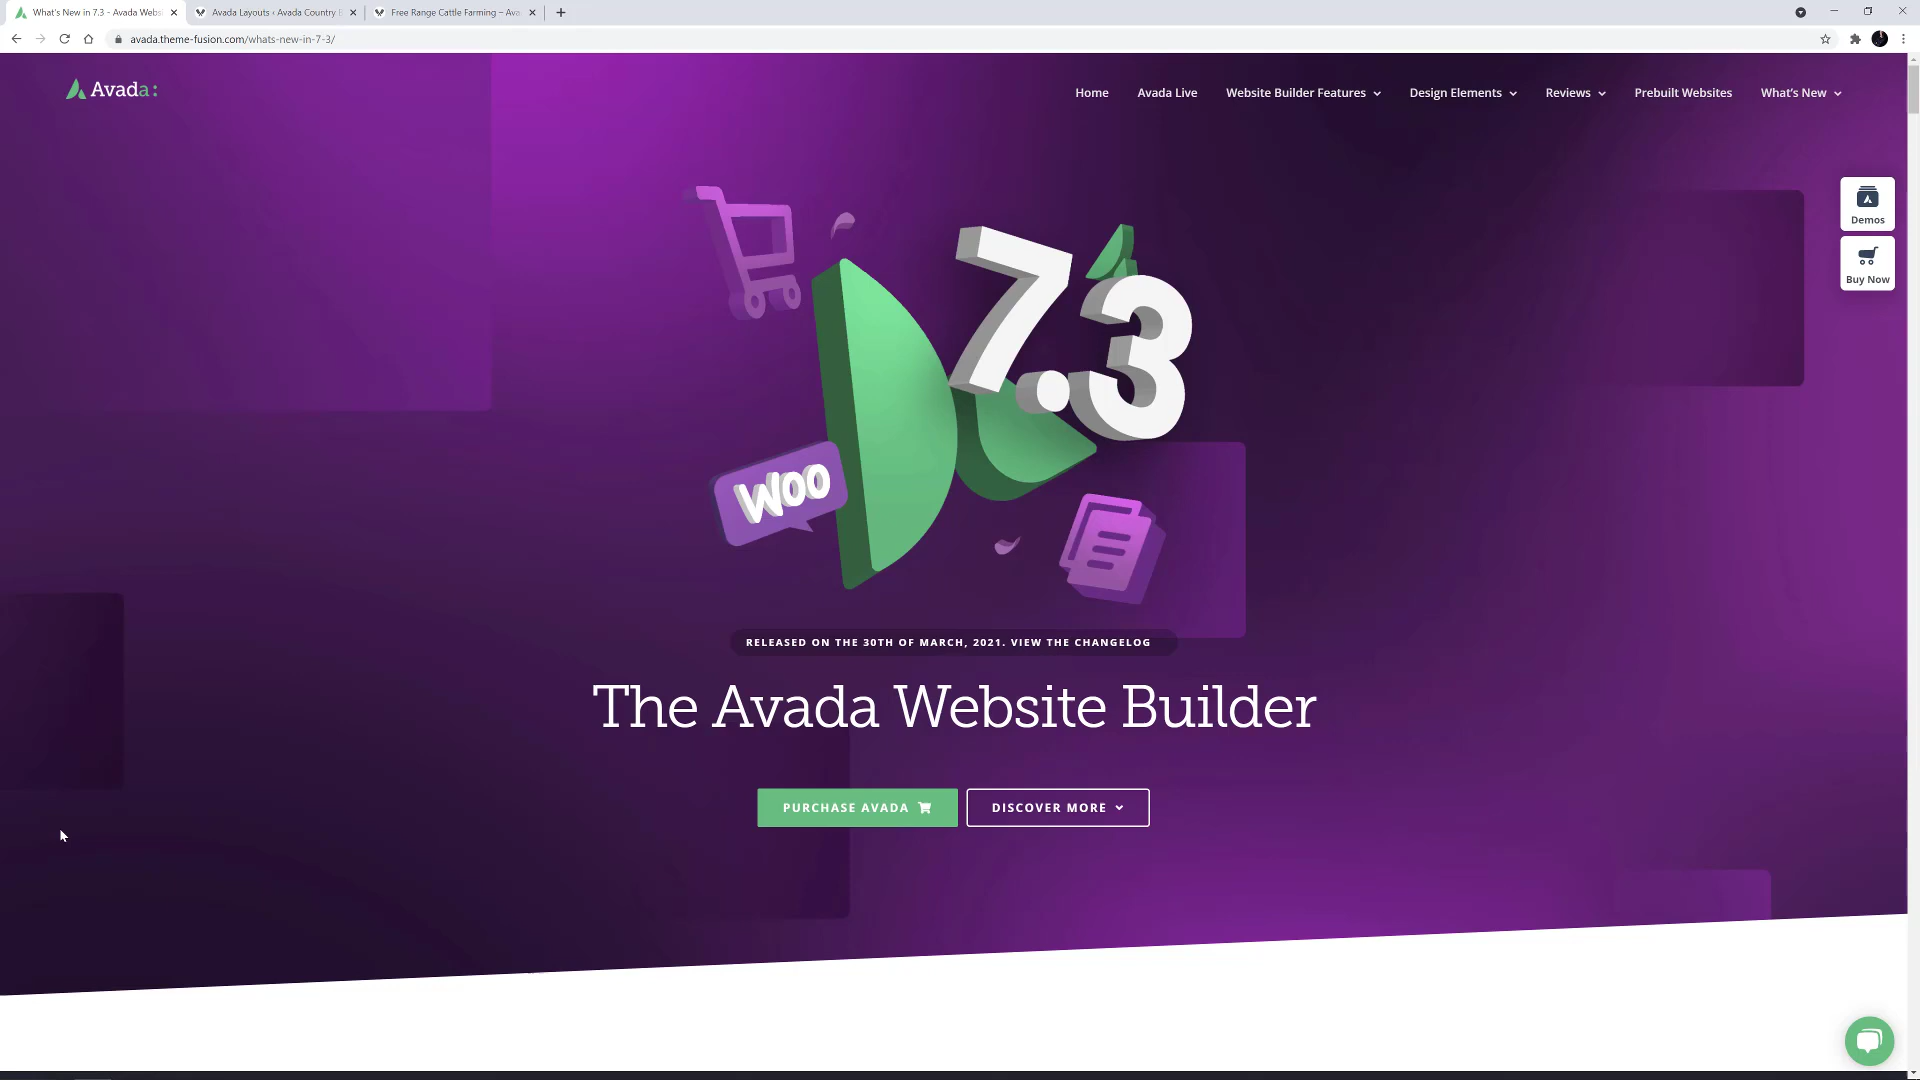 What's New in 7.3 - Avada Websi
Avada Layouts ‹ Avada Country B
Free Range Cattle Farming – Ava
avada.theme-fusion.com/whats-new-in-7-3/
Avada:
Home
Avada Live
Website Builder Features
Design Elements
Reviews
Prebuilt Websites
What's New
Demos
Buy Now
7.3
WOO
RELEASED ON THE 30TH OF MARCH, 2021. VIEW THE CHANGELOG
The Avada Website Builder
PURCHASE AVADA
DISCOVER MORE